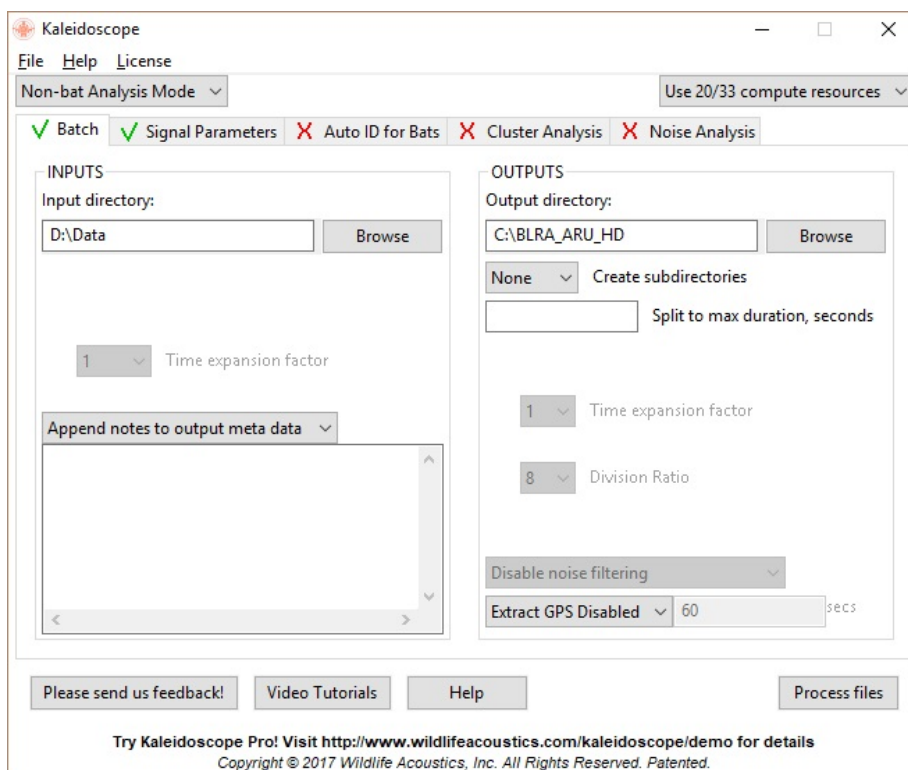 Kaleidoscope
File Help License
Non-bat Analysis Mode Use 20/33 compute resources
Batch Signal Parameters Auto ID for Bats Cluster Analysis Noise Analysis
INPUTS
Input directory:
D:\Data Browse
1 Time expansion factor
Append notes to output meta data
OUTPUTS
Output directory:
C:\BLRA_ARU_HD Browse
None Create subdirectories
Split to max duration, seconds
1 Time expansion factor
8 Division Ratio
Disable noise filtering
Extract GPS Disabled 60 secs
Please send us feedback! Video Tutorials Help Process files
Try Kaleidoscope Pro! Visit http://www.wildlifeacoustics.com/kaleidoscope/demo for details
Copyright © 2017 Wildlife Acoustics, Inc. All Rights Reserved. Patented.